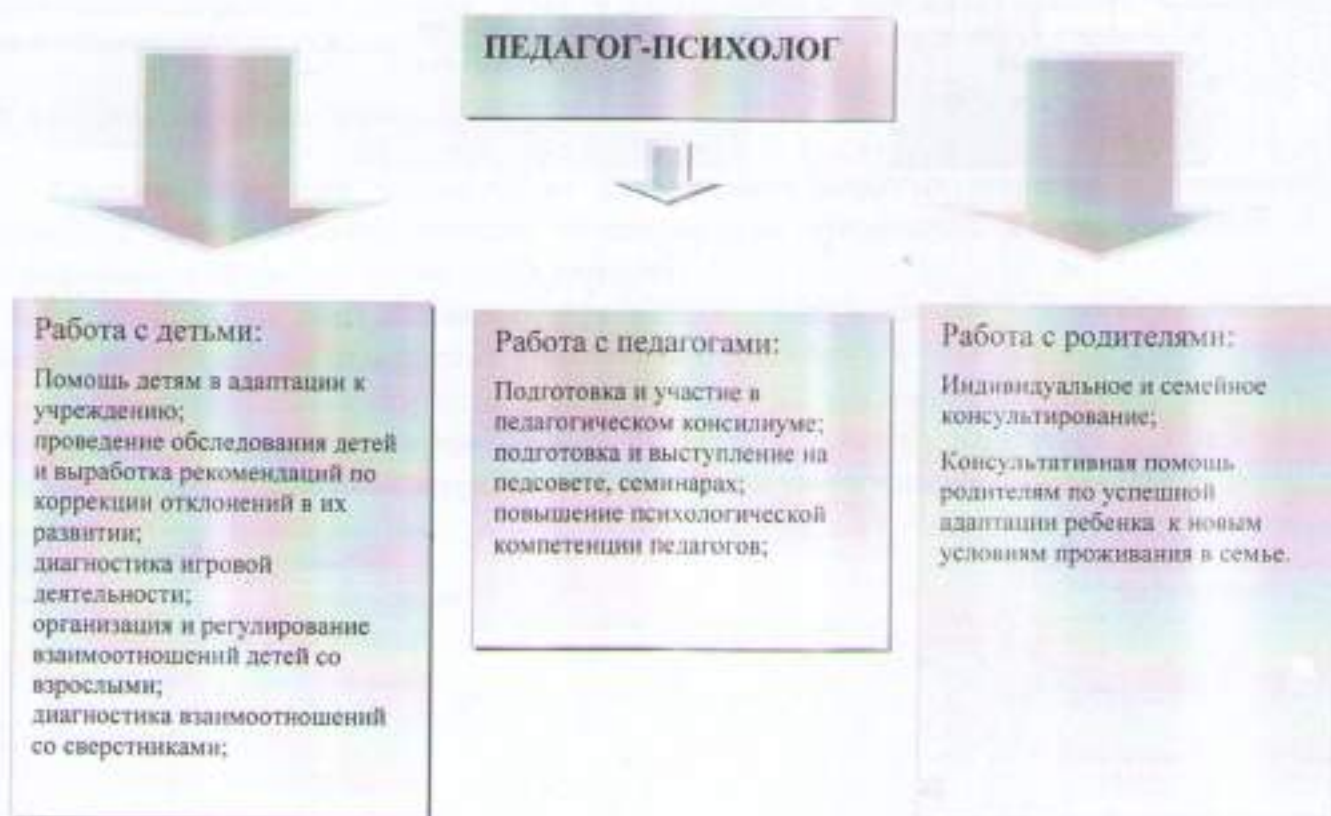 ПЕДАГОГ-ПСИХОЛОГ
Работа с детьми:
Помощь детям в адаптации к
учреждению;
проведение обследования детей
и выработка рекомендаций по
коррекции отклонений в их
развитии;
диагностика игровой
деятельности;
организация и регулирование
взаимоотношений детей со
взрослыми;
диагностика взаимоотношений
со сверстниками;
Работа с педагогами:
Подготовка и участие в
педагогическом консилиуме;
подготовка и выступление на
педсовете, семинарах;
повышение психологической
компетенции педагогов;
Работа с родителями:
Индивидуальное и семейное
консультирование;
Консультативная помощь
родителям по успешной
адаптации ребенка к новым
условиям проживания в семье.